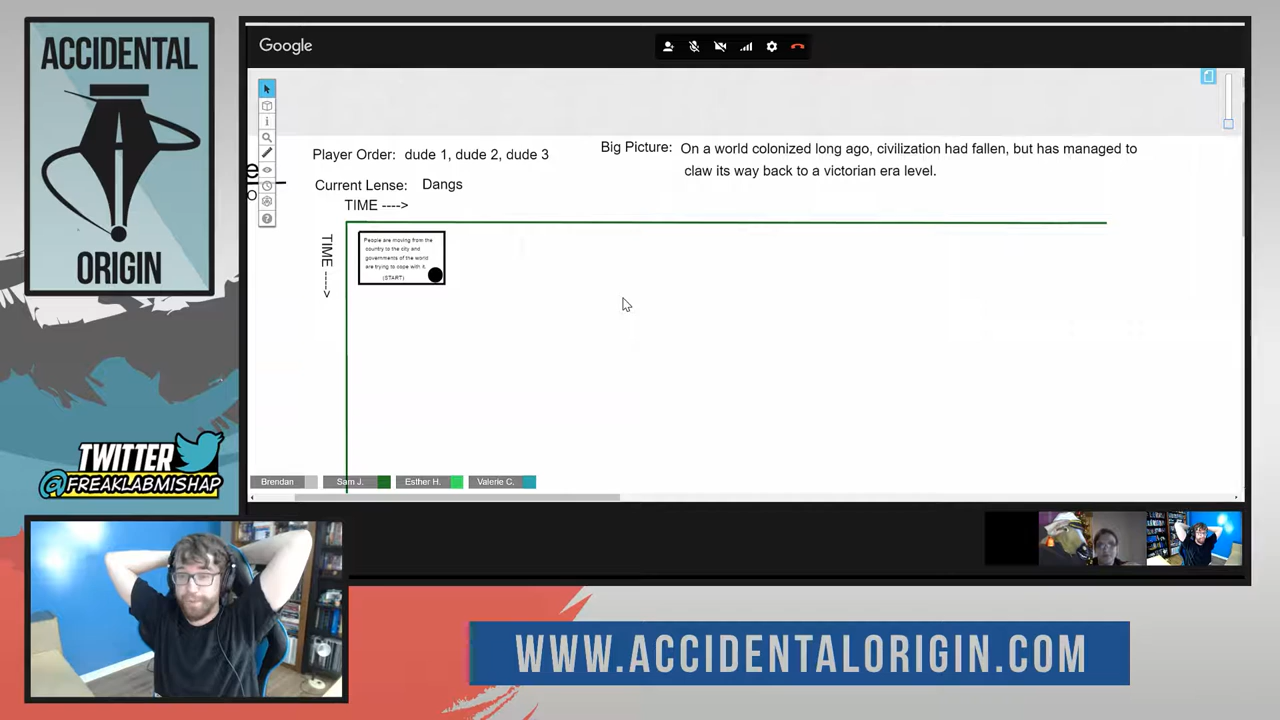 ACCIDENTAL
ORIGIN
Google
Player Order: dude 1, dude 2, dude 3
Big Picture: On a world colonized long ago, civilization had fallen, but has managed to
claw its way back to a victorian era level.
Current Lense: Dangs
TIME ---->
TIME ---->
People are moving from the
country to the city and
governments of the world
are trying to cope with it.
(START)
Brendan
Sam J.
Esther H.
Valerie C.
TWITTER
@FREAKLABMISHAP
WWW.ACCIDENTALORIGIN.COM